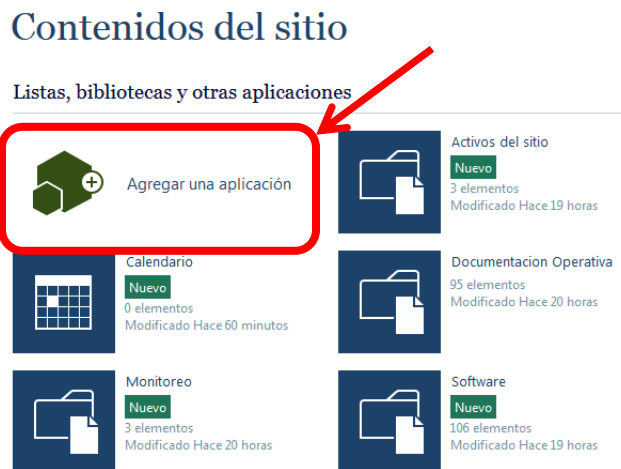 Contenidos del sitio
Listas, bibliotecas y otras aplicaciones
Agregar una aplicación
Activos del sitio
Nuevo
3 elementos
Modificado Hace 19 horas
Calendario
Nuevo
0 elementos
Modificado Hace 60 minutos
Documentacion Operativa
95 elementos
Modificado Hace 20 horas
Monitoreo
Nuevo
3 elementos
Modificado Hace 20 horas
Software
Nuevo
106 elementos
Modificado Hace 19 horas